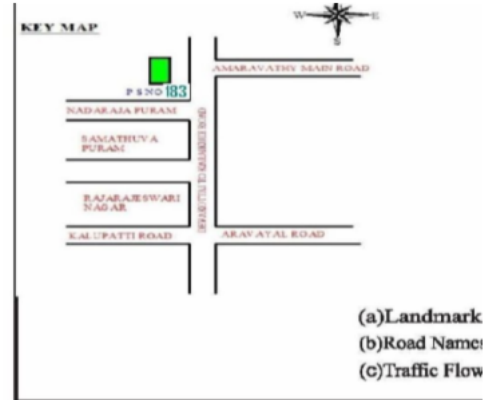 KEY MAP
W
E
S
AMARAVATHY MAIN ROAD
P S NO 183
NADARAJA PURAM
SAMATHUVA
PURAM
RAJARAJESWARI
NAGAR
KALUPATTI ROAD
ARAVAYAL ROAD
(a)Landmark
(b)Road Names
(c)Traffic Flow